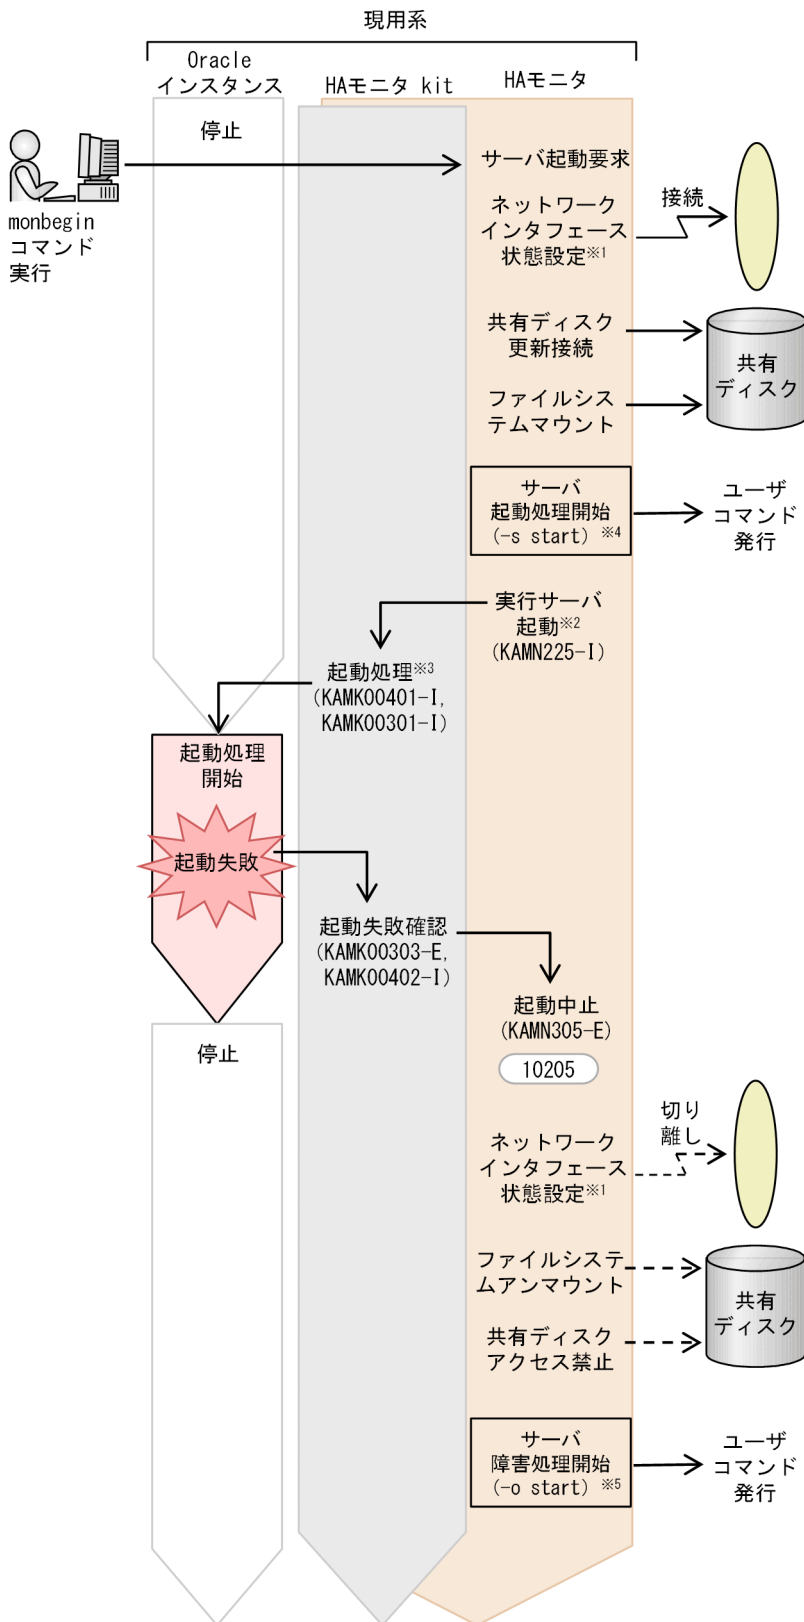 現用系
Oracle
インスタンス
HAモニタ kit
HAモニタ
停止
サーバ起動要求
monbegin
コマンド
実行
ネットワーク
インタフェース
状態設定※1
接続
共有ディスク
更新接続
ファイルシス
テムマウント
共有
ディスク
サーバ
起動処理開始
(-s start) ※4
ユーザ
コマンド
発行
実行サーバ
起動※2
(KAMN225-I)
起動処理※3
(KAMK00401-I,
KAMK00301-I)
起動処理
開始
起動失敗
起動失敗確認
(KAMK00303-E,
KAMK00402-I)
起動中止
(KAMN305-E)
10205
停止
ネットワーク
インタフェース
状態設定※1
切り
離し
ファイルシステ
ムアンマウント
共有ディスク
アクセス禁止
共有
ディスク
サーバ
障害処理開始
(-o start) ※5
ユーザ
コマンド
発行